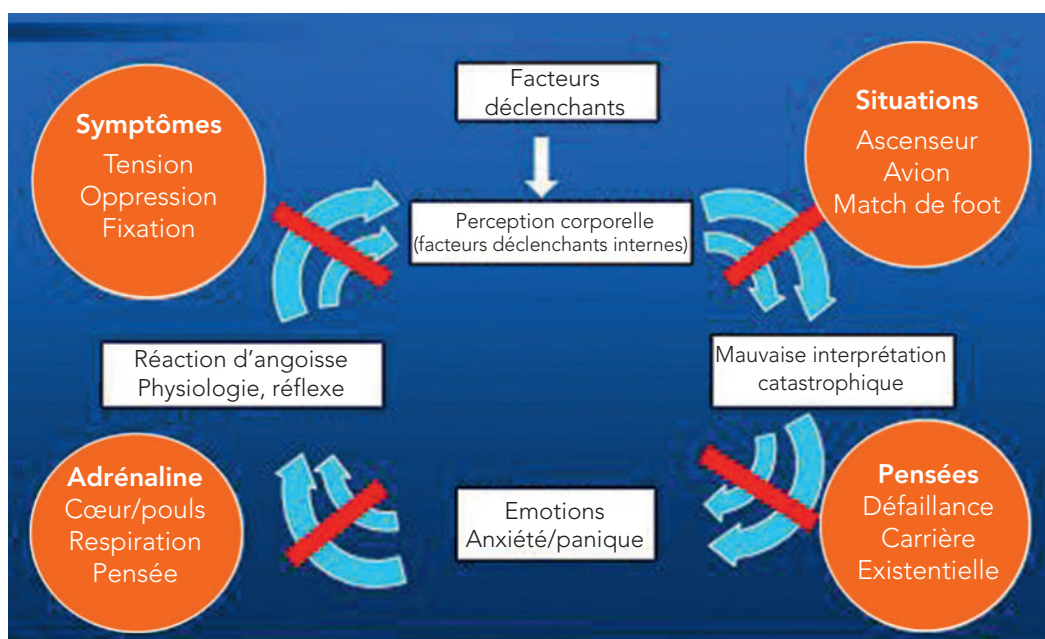 Facteurs
déclenchants
Symptômes
Tension
Oppression
Fixation
Situations
Ascenseur
Avion
Match de foot
Perception corporelle
(facteurs déclenchants internes)
Réaction d'angoisse
Physiologie, réflexe
Mauvaise interprétation
catastrophique
Adrénaline
Cœur/pouls
Respiration
Pensée
Emotions
Anxiété/panique
Pensées
Défaillance
Carrière
Existentielle